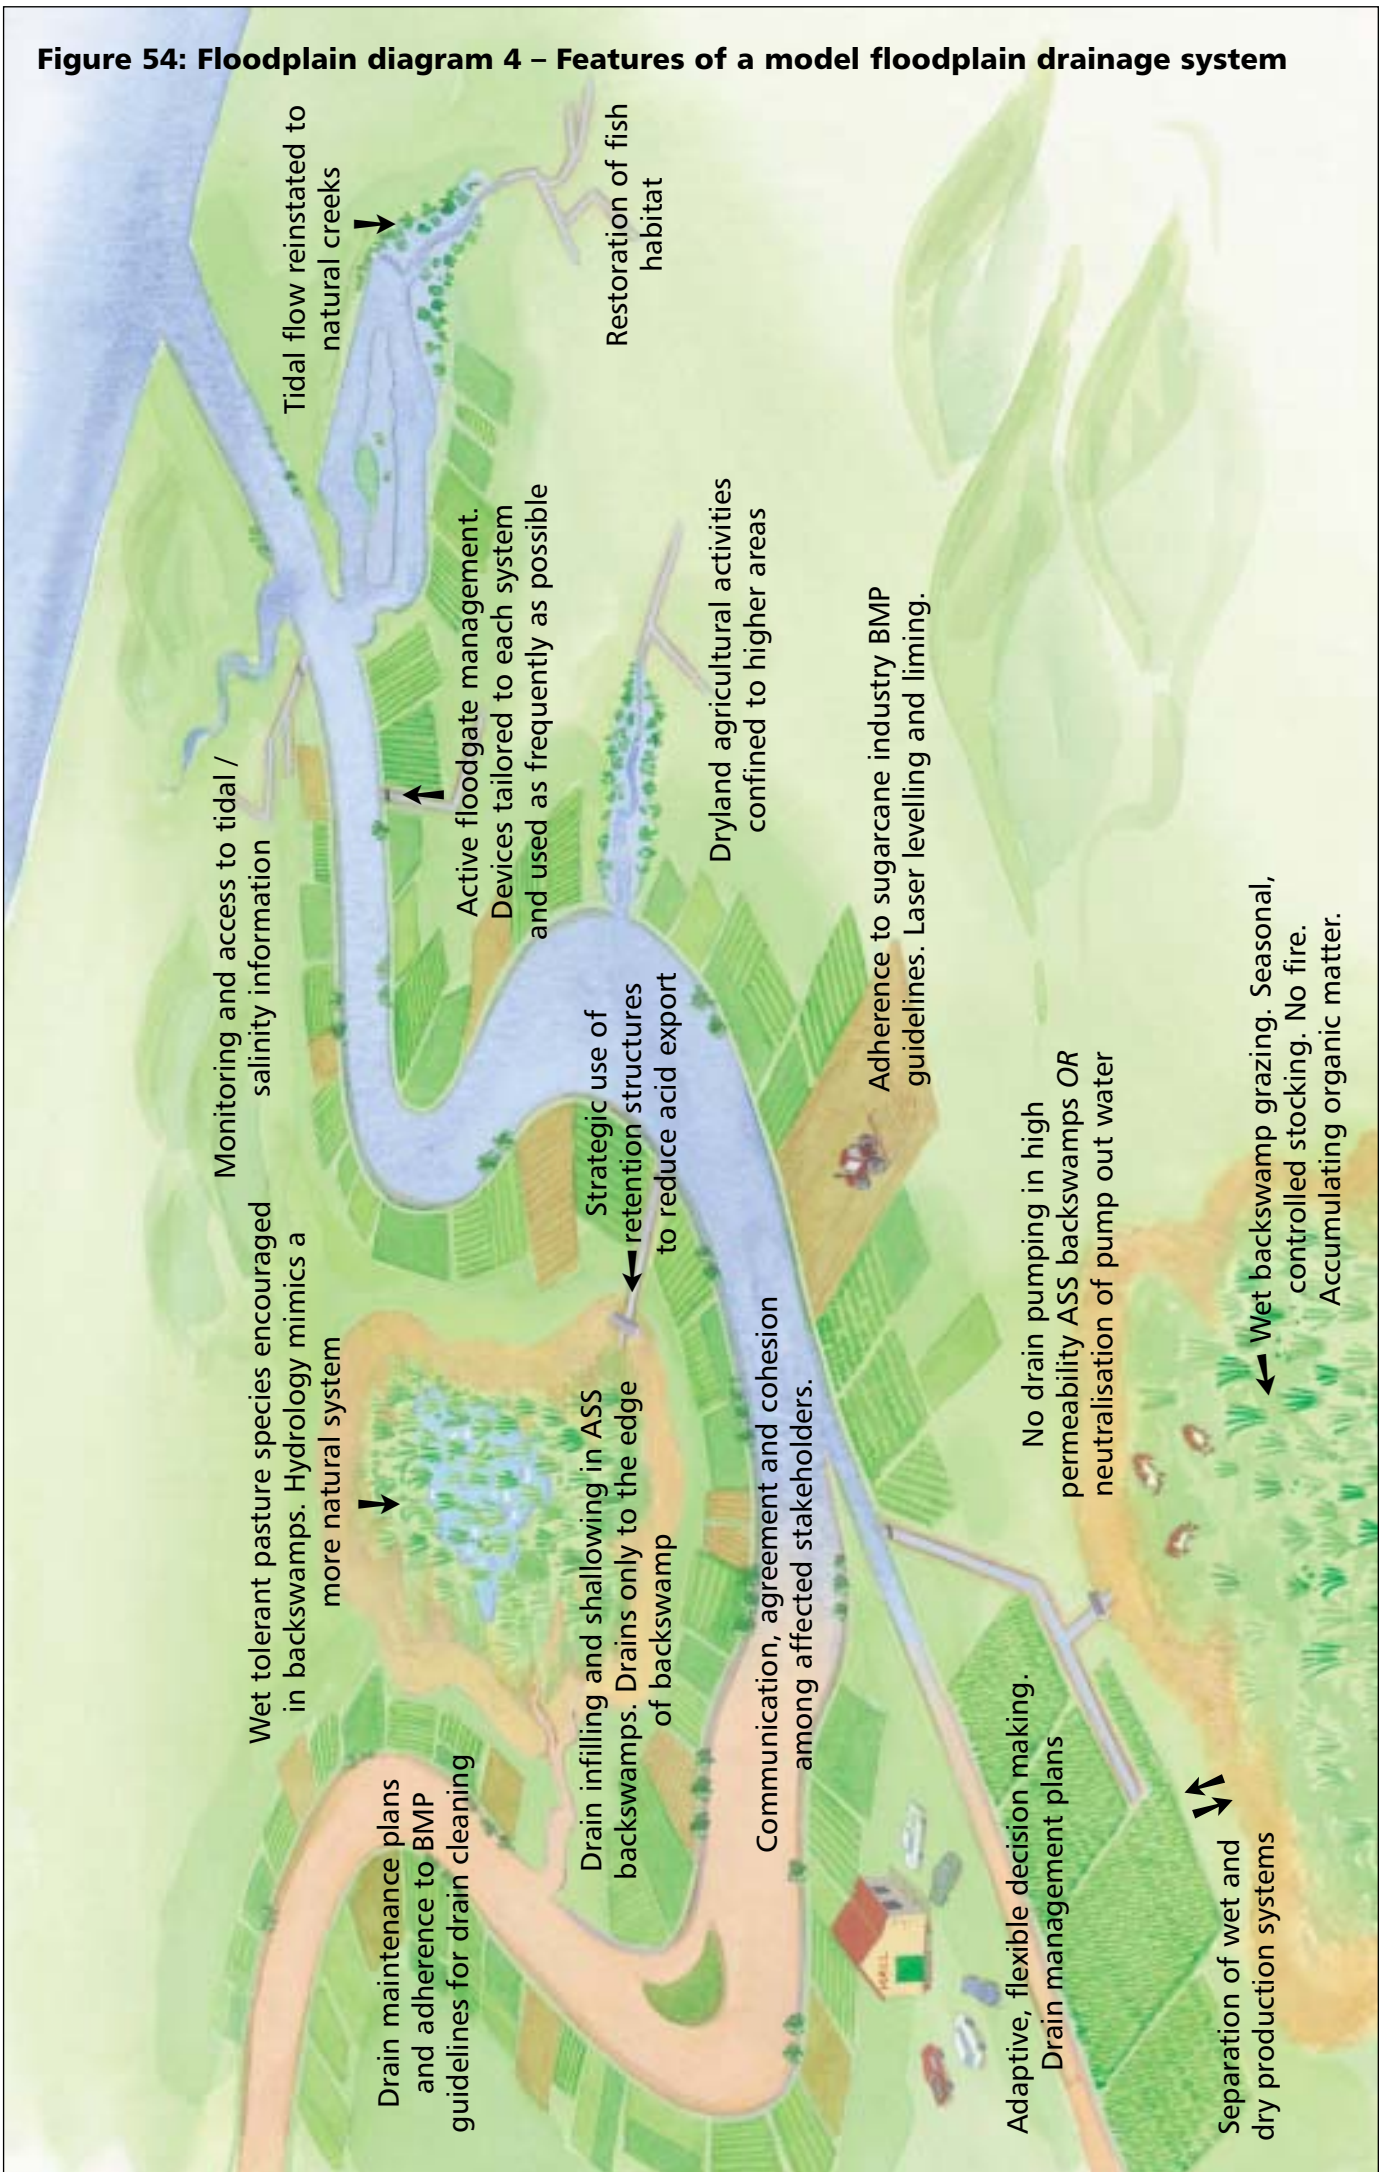 Figure 54: Floodplain diagram 4 – Features of a model floodplain drainage system
Drain maintenance plans
and adherence to BMP
guidelines for drain cleaning
Wet tolerant pasture species encouraged
in backswamps. Hydrology mimics a
more natural system
Monitoring and access to tidal /
salinity information
Tidal flow reinstated to
natural creeks
Active floodgate management.
Devices tailored to each system
and used as frequently as possible
Restoration of fish
habitat
Drain infilling and shallowing in ASS
backswamps. Drains only to the edge
of backswamp
Strategic use of
retention structures
to reduce acid export
Dryland agricultural activities
confined to higher areas
Communication, agreement and cohesion
among affected stakeholders.
Adherence to sugarcane industry BMP
guidelines. Laser levelling and liming.
HALL
Adaptive, flexible decision making.
Drain management plans
No drain pumping in high
permeability ASS backswamps OR
neutralisation of pump out water
Separation of wet and
dry production systems
Wet backswamp grazing. Seasonal,
controlled stocking. No fire.
Accumulating organic matter.